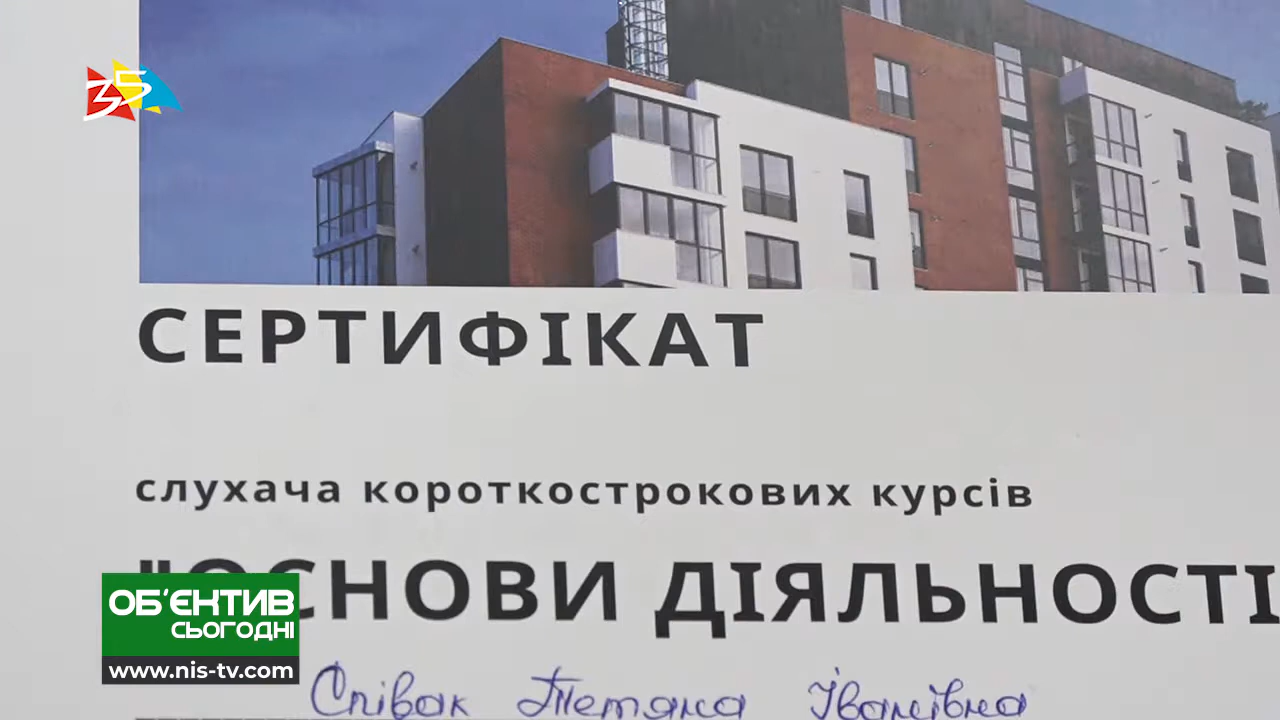 35
СЕРТИФІКАТ
слухача короткострокових курсів
"ОСНОВИ ДІЯЛЬНОСТІ
ОБ'ЄКТИВ
СЬОГОДНІ
www.nis-tv.com
Співак Тетяна Іванівна